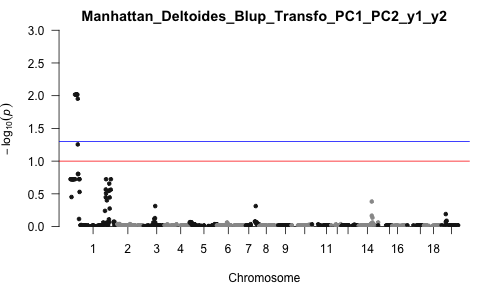 Manhattan_Deltoides_Blup_Transfo_PC1_PC2_y1_y2
3.0
2.5
2.0
1.5
1.0
0.5
0.0
− log₁₀(p)
1 2 3 4 5 6 7 8 9 11 14 16 18
Chromosome